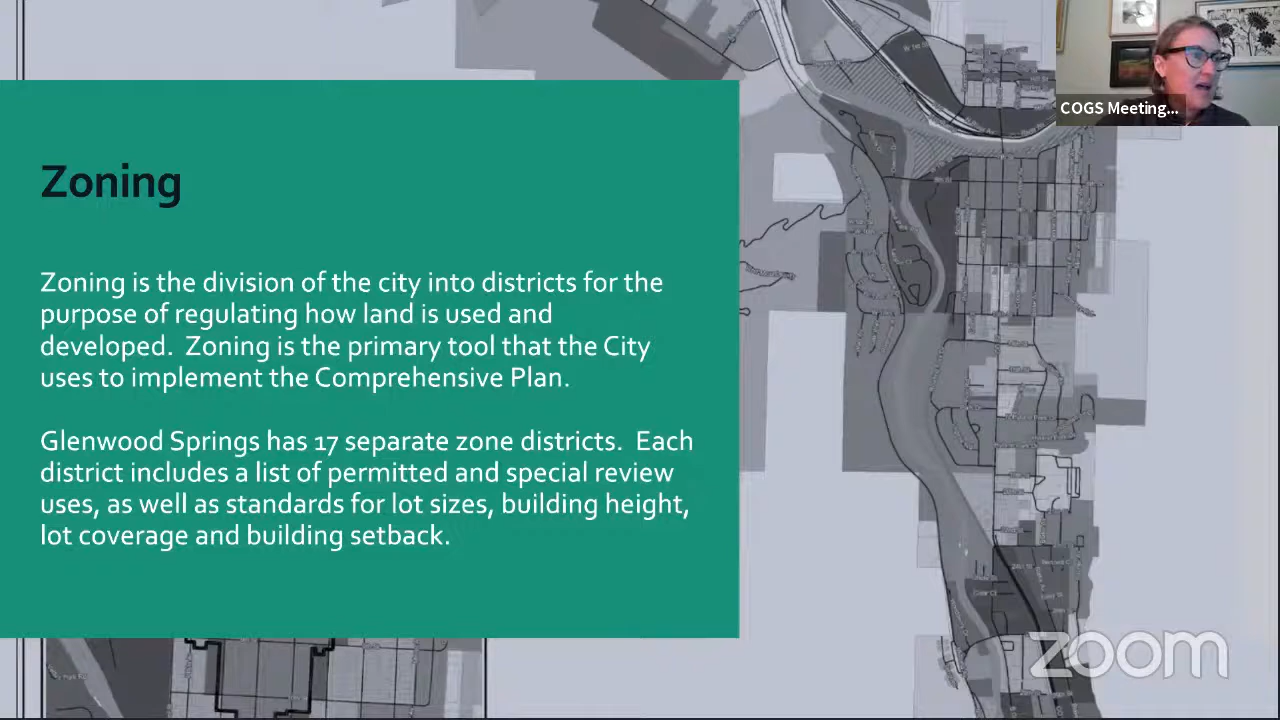 COGS Meeting...
Zoning
Zoning is the division of the city into districts for the
purpose of regulating how land is used and
developed.  Zoning is the primary tool that the City
uses to implement the Comprehensive Plan.
Glenwood Springs has 17 separate zone districts.  Each
district includes a list of permitted and special review
uses, as well as standards for lot sizes, building height,
lot coverage and building setback.
zoom